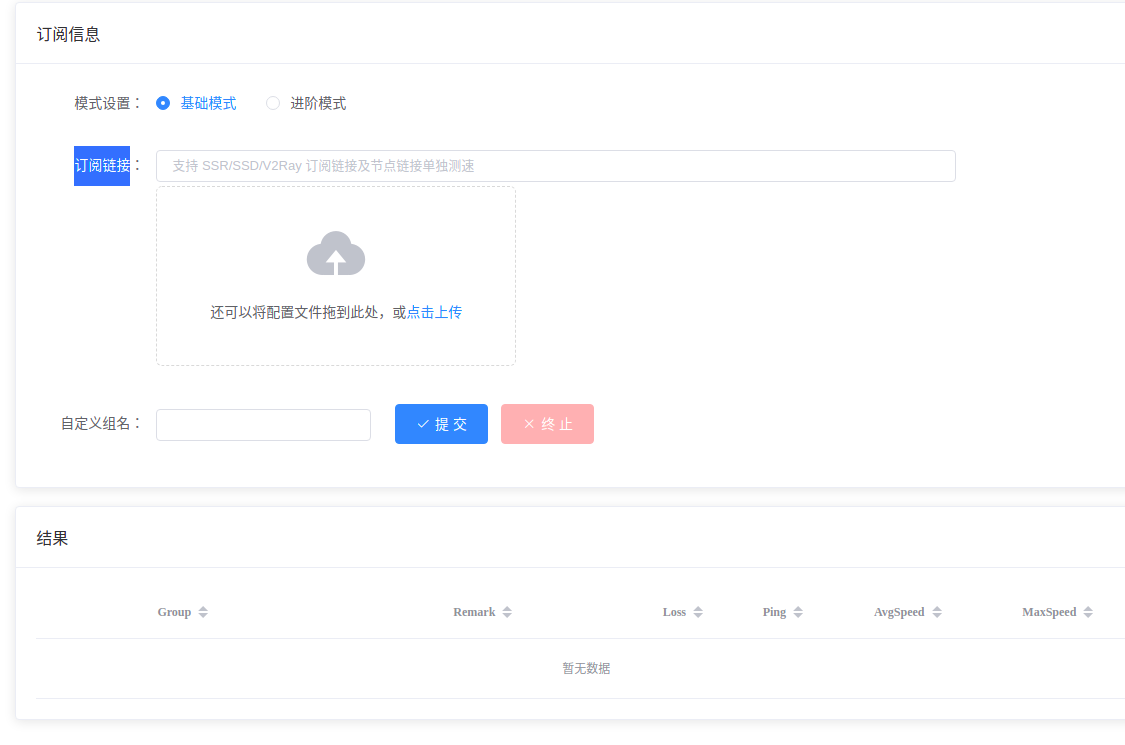 订阅信息
模式设置： 基础模式 进阶模式
订阅链接： 支持 SSR/SSD/V2Ray 订阅链接及节点链接单独测速
还可以将配置文件拖到此处，或点击上传
自定义组名： 提 交 终 止
结果
Group Remark Loss Ping AvgSpeed MaxSpeed
暂无数据